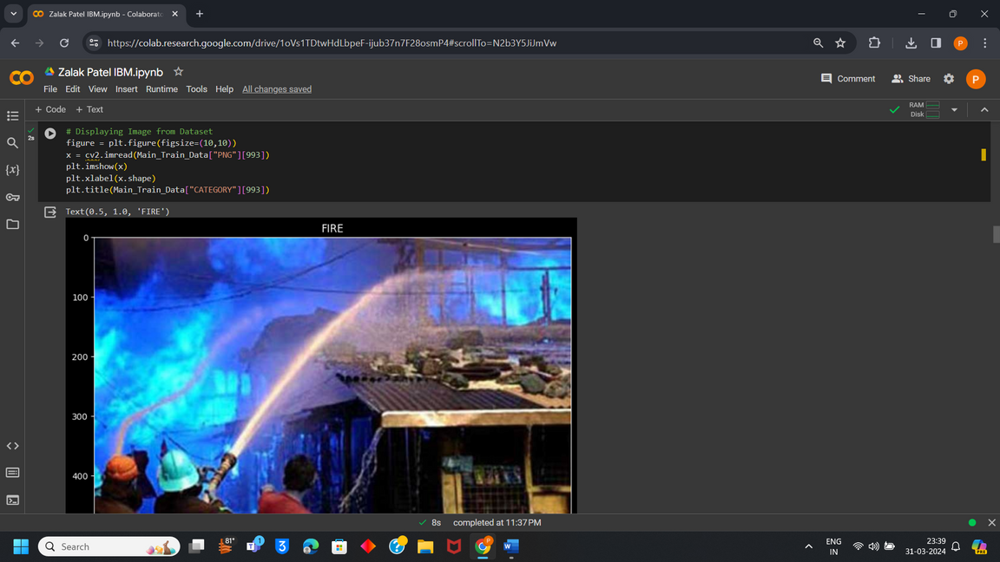 Zalak Patel IBM.ipynb - Colaborato
https://colab.research.google.com/drive/1oVs1TDtwHdLbpeF-ijub37n7F28osmP4#scrollTo=N2b3Y5JiJmVw
P
Zalak Patel IBM.ipynb
Comment
Share
P
File Edit View Insert Runtime Tools Help All changes saved
+ Code + Text
RAM
Disk
2s
# Displaying Image from Dataset
figure = plt.figure(figsize=(10,10))
x = cv2.imread(Main_Train_Data["PNG"][993])
plt.imshow(x)
plt.xlabel(x.shape)
plt.title(Main_Train_Data["CATEGORY"][993])
{x}
Text(0.5, 1.0, 'FIRE')
FIRE
0
100
200
300
400
8s completed at 11:37 PM
Search
81°
1
ENG
IN
23:39
31-03-2024
PRE